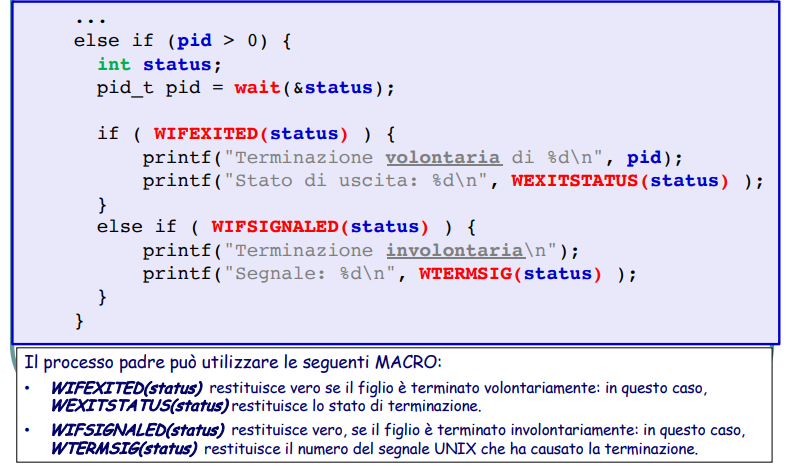 ...
else if (pid > 0) {
int status;
pid_t pid = wait(&status);
if ( WIFEXITED(status) ) {
printf("Terminazione volontaria di %d\n", pid);
printf("Stato di uscita: %d\n", WEXITSTATUS(status) );
}
else if ( WIFSIGNALED(status) ) {
printf("Terminazione involontaria\n");
printf("Segnale: %d\n", WTERMSIG(status) );
}
}
Il processo padre può utilizzare le seguenti MACRO:
• WIFEXITED(status) restituisce vero se il figlio è terminato volontariamente: in questo caso,
WEXITSTATUS(status) restituisce lo stato di terminazione.
• WIFSIGNALED(status) restituisce vero, se il figlio è terminato involontariamente: in questo caso,
WTERMSIG(status) restituisce il numero del segnale UNIX che ha causato la terminazione.